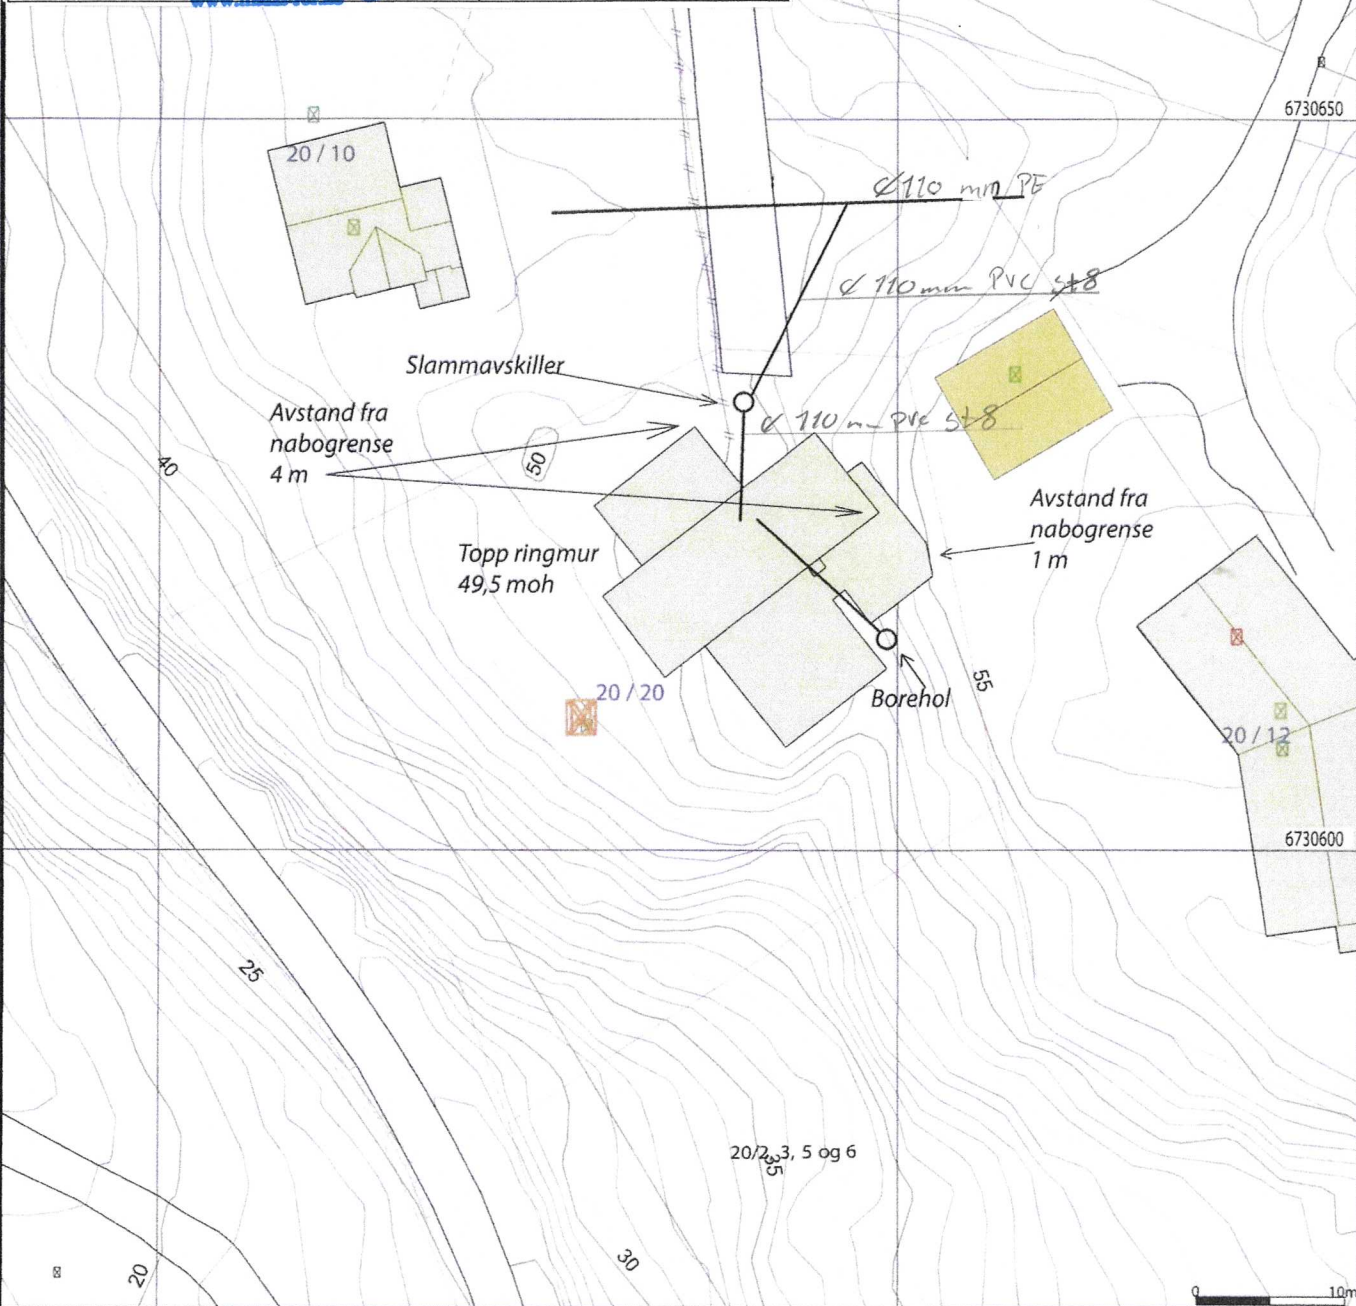 6730650
20 / 10
⌀ 110 mm PE
⌀ 110 mm PVC st8
Slammavskiller
Avstand fra
nabogrense
4 m
⌀ 110 mm pvc st8
40
50
Avstand fra
nabogrense
1 m
Topp ringmur
49,5 moh
20 / 20
55
Borehol
20 / 12
6730600
25
20/2, 3, 5 og 6
35
30
20
0 10m